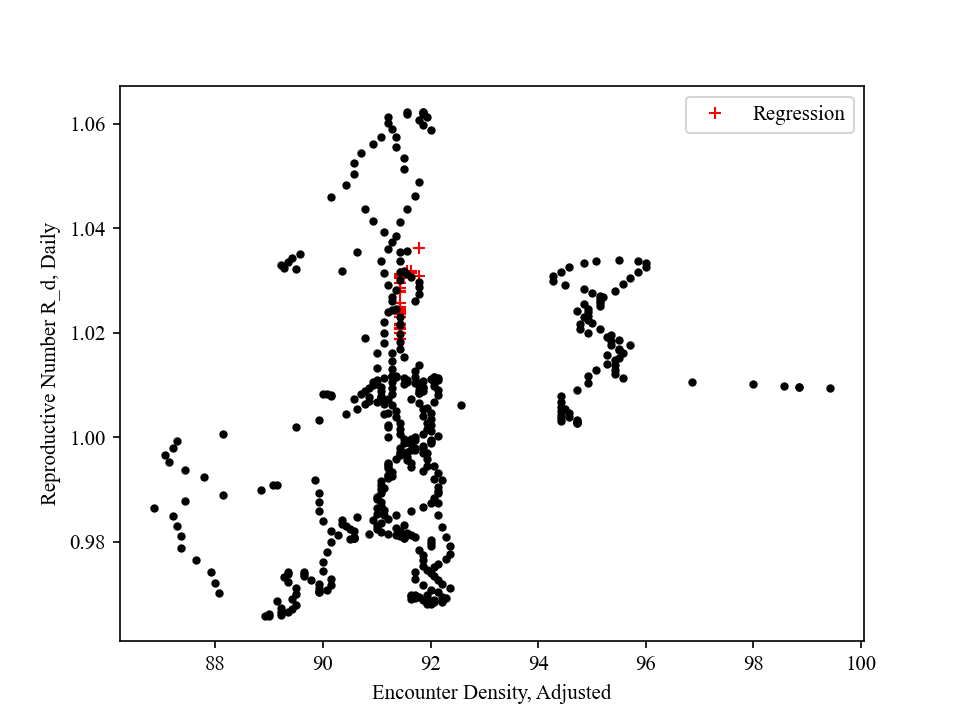 Regression
1.06
1.04
1.02
1.00
0.98
Reproductive Number R_d, Daily
88 90 92 94 96 98 100
Encounter Density, Adjusted